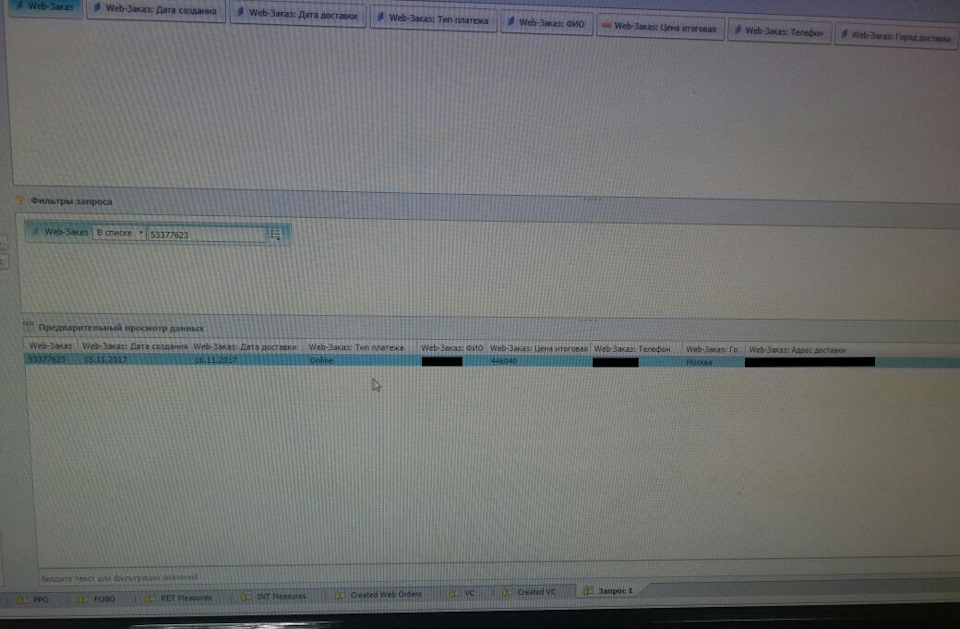 Web-Заказ Web-Заказ: Дата создания Web-Заказ: Дата доставки Web-Заказ: Тип платежа Web-Заказ: ФИО Web-Заказ: Цена итоговая Web-Заказ: Телефон Web-Заказ: Город доставки
Фильтры запроса
Web-Заказ В списке 53377623
Предварительный просмотр данных
Web-Заказ Web-Заказ: Дата создания Web-Заказ: Дата доставки Web-Заказ: Тип платежа Web-Заказ: ФИО Web-Заказ: Цена итоговая Web-Заказ: Телефон Web-Заказ: Го Web-Заказ: Адрес доставки
53377623 15.11.2017 16.11.2017 Online 446040 Москва
Введите текст для фильтрации значений
PPO FOBO RET Measures INT Measures Created Web Orders VC Created VC Запрос 1